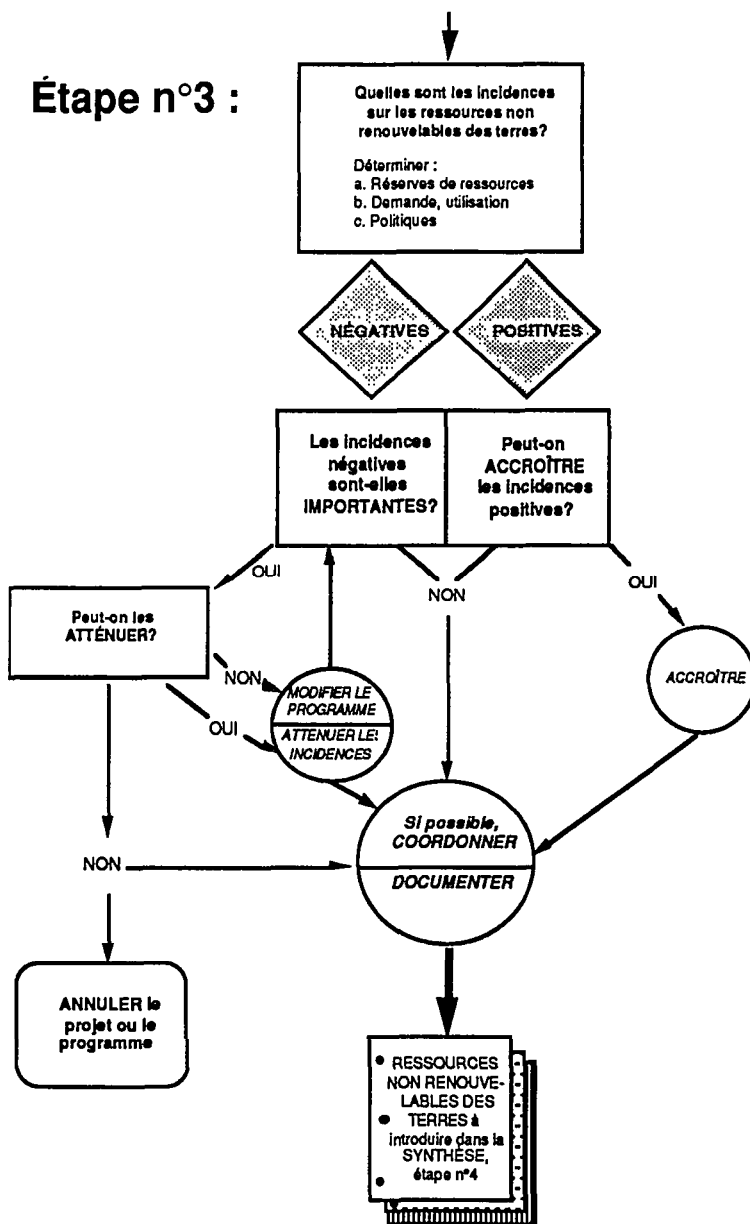 Étape n°3 :
Quelles sont les incidences
sur les ressources non
renouvelables des terres?
Déterminer :
a. Réserves de ressources
b. Demande, utilisation
c. Politiques
NÉGATIVES
POSITIVES
Les incidences
négatives
sont-elles
IMPORTANTES?
Peut-on
ACCROÎTRE
les incidences
positives?
OUI
NON
OUI
Peut-on les
ATTÉNUER?
NON
MODIFIER LE
PROGRAMME
ATTENUER LES
INCIDENCES
OUI
ACCROÎTRE
Si possible,
COORDONNER
DOCUMENTER
NON
ANNULER le
projet ou le
programme
RESSOURCES
NON RENOUVE-
LABLES DES
TERRES à
introduire dans la
SYNTHÈSE,
étape n°4